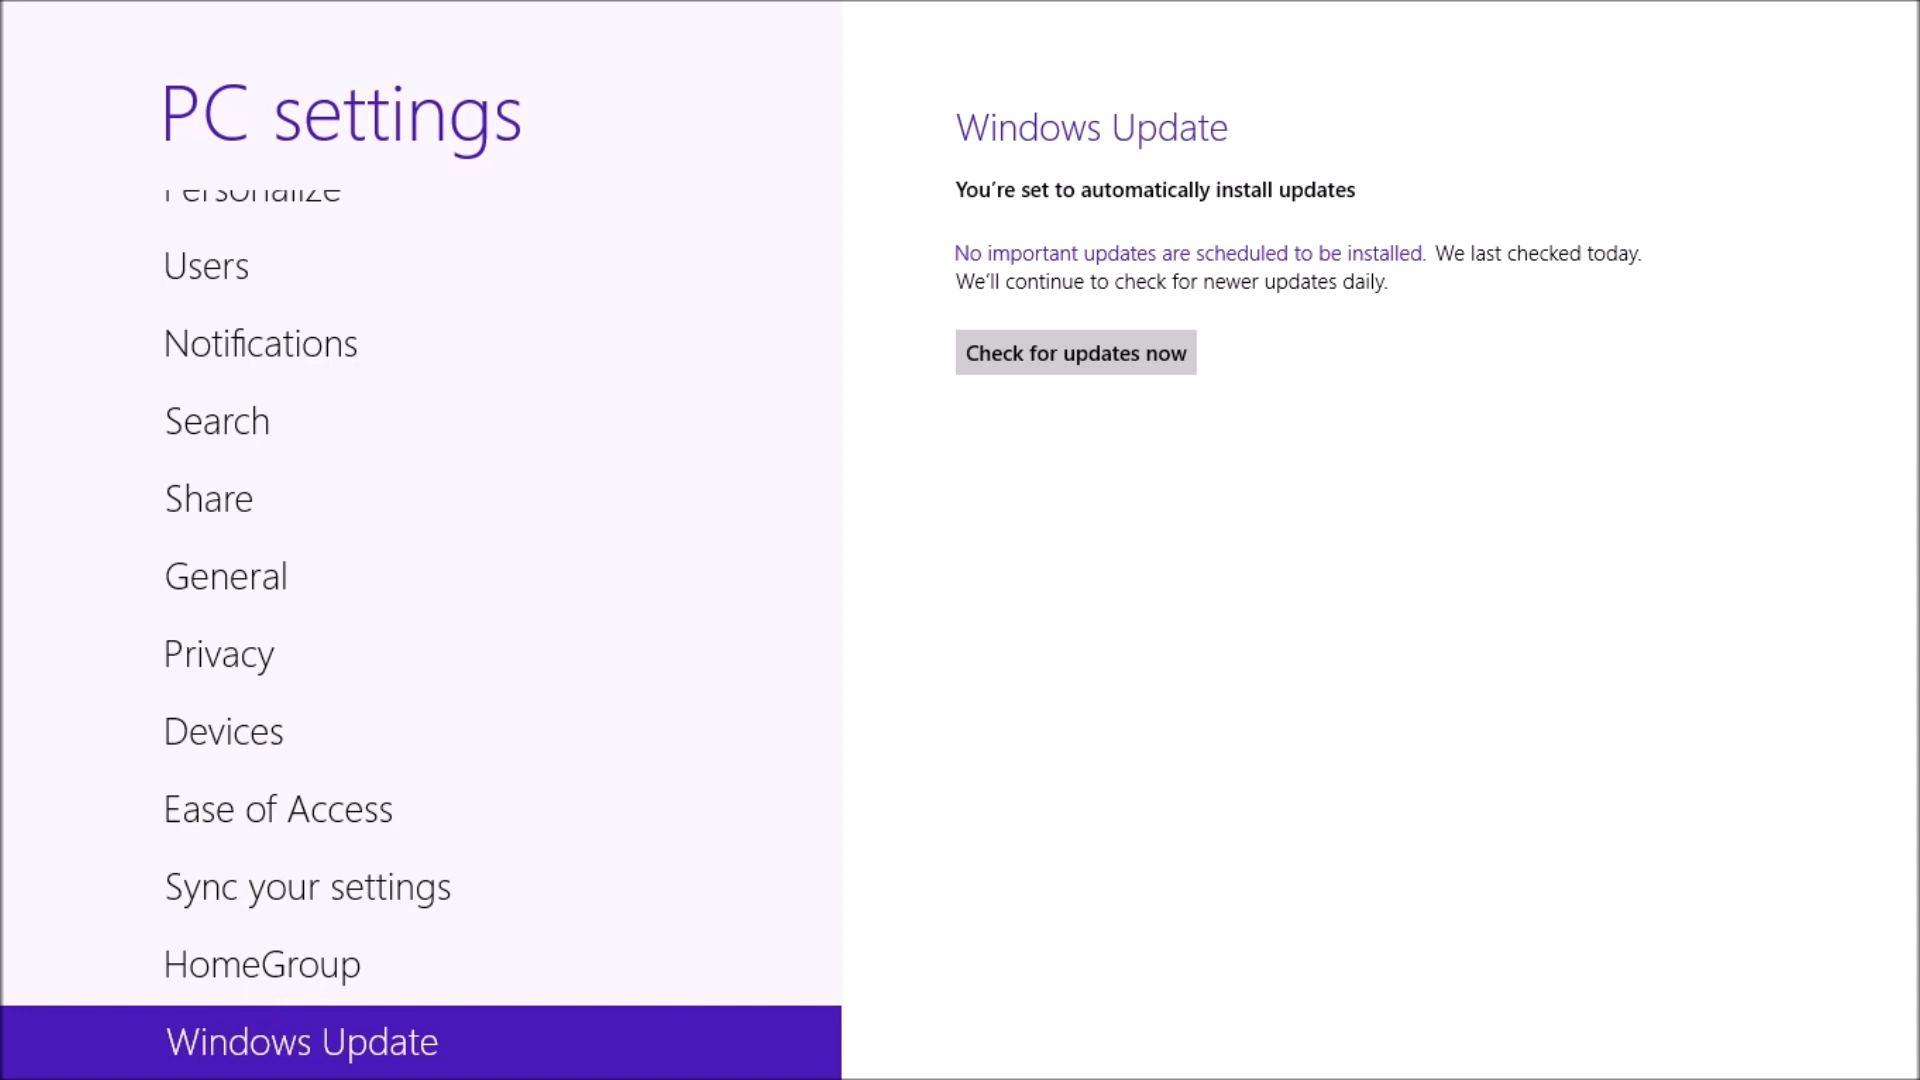 PC settings
Personalize
Users
Notifications
Search
Share
General
Privacy
Devices
Ease of Access
Sync your settings
HomeGroup
Windows Update
Windows Update
You’re set to automatically install updates
No important updates are scheduled to be installed. We last checked today.
We’ll continue to check for newer updates daily.
Check for updates now